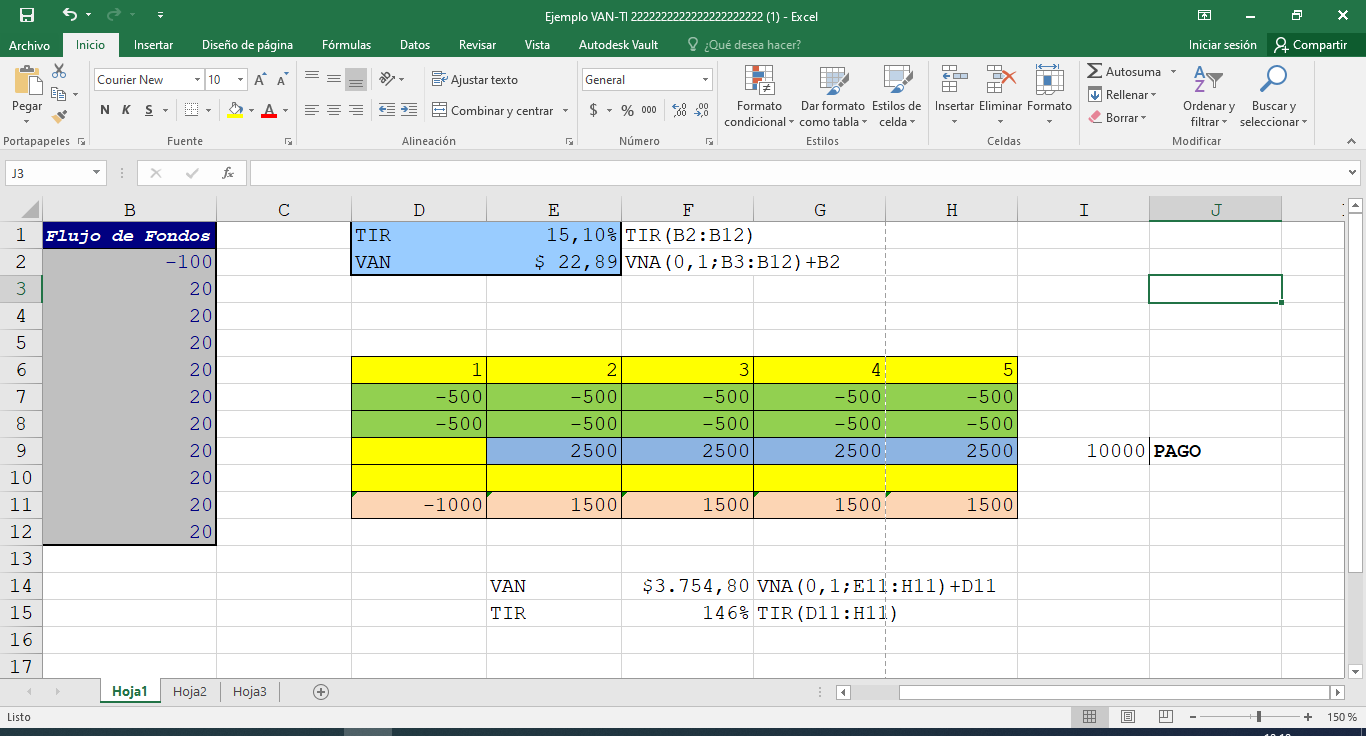 Ejemplo VAN-TI 2222222222222222222222 (1) - Excel
Archivo Inicio Insertar Diseño de página Fórmulas Datos Revisar Vista Autodesk Vault ¿Qué desea hacer? Iniciar sesión Compartir
Pegar
Courier New 10
N K S
Ajustar texto
Combinar y centrar
General
$ % 000
Formato condicional
Dar formato como tabla
Estilos de celda
Insertar Eliminar Formato
Autosuma
Rellenar
Borrar
Ordenar y filtrar
Buscar y seleccionar
Portapapeles Fuente Alineación Número Estilos Celdas Modificar
J3 fx
B C D E F G H I J
1 Flujo de Fondos TIR 15,10% TIR(B2:B12)
2 -100 VAN $ 22,89 VNA(0,1;B3:B12)+B2
3 20
4 20
5 20
6 20 1 2 3 4 5
7 20 -500 -500 -500 -500 -500
8 20 -500 -500 -500 -500 -500
9 20 2500 2500 2500 2500 10000 PAGO
10 20
11 20 -1000 1500 1500 1500 1500
12 20
13
14 VAN $3.754,80 VNA(0,1;E11:H11)+D11
15 TIR 146% TIR(D11:H11)
16
17
Hoja1 Hoja2 Hoja3
Listo 150 %